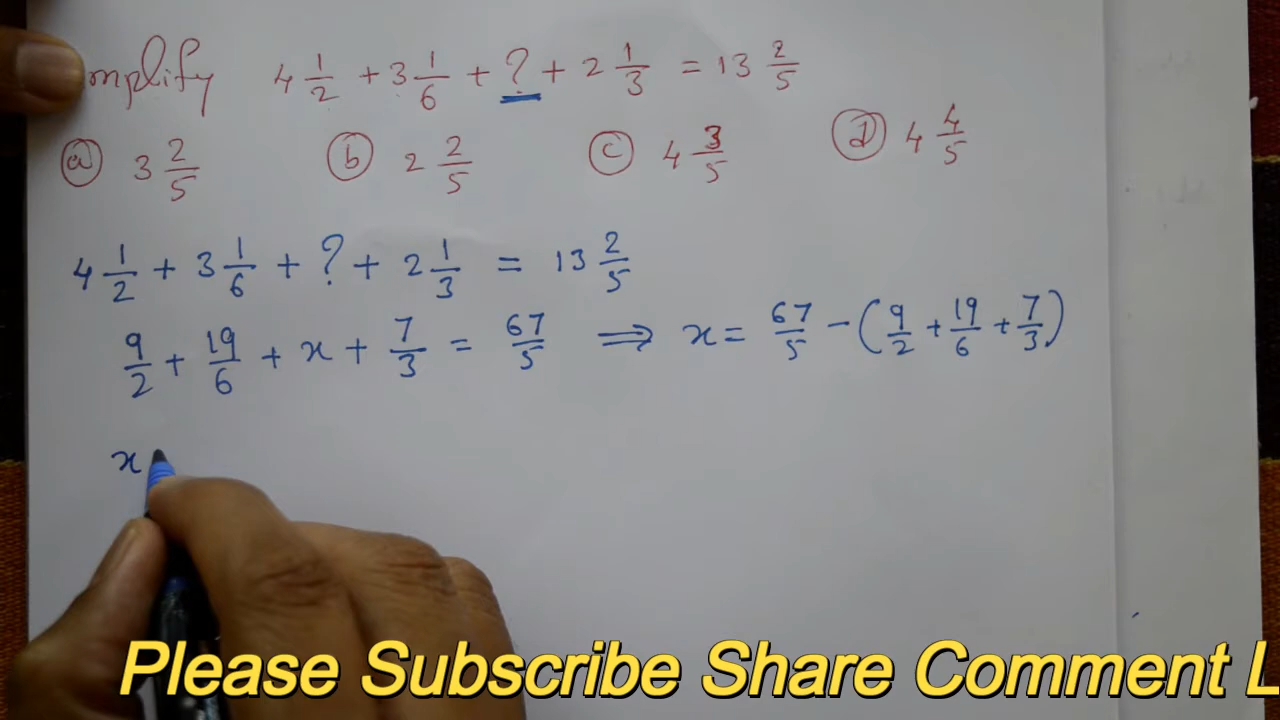 mplify 4 1/2 + 3 1/6 + ? + 2 1/3 = 13 2/5
(a) 3 2/5 (b) 2 2/5 (c) 4 3/5 (d) 4 4/5
4 1/2 + 3 1/6 + ? + 2 1/3 = 13 2/5
9/2 + 19/6 + x + 7/3 = 67/5 ⇒ x = 67/5 - (9/2 + 19/6 + 7/3)
x
Please Subscribe Share Comment L